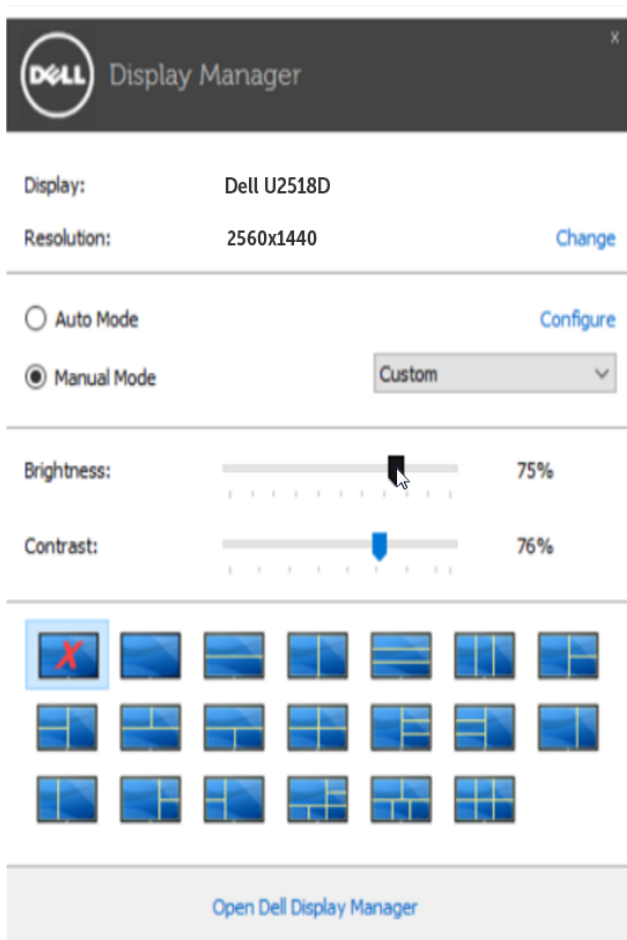 DELL Display Manager x
Display: Dell U2518D
Resolution: 2560x1440 Change
Auto Mode Configure
Manual Mode Custom
Brightness: 75%
Contrast: 76%
X
Open Dell Display Manager